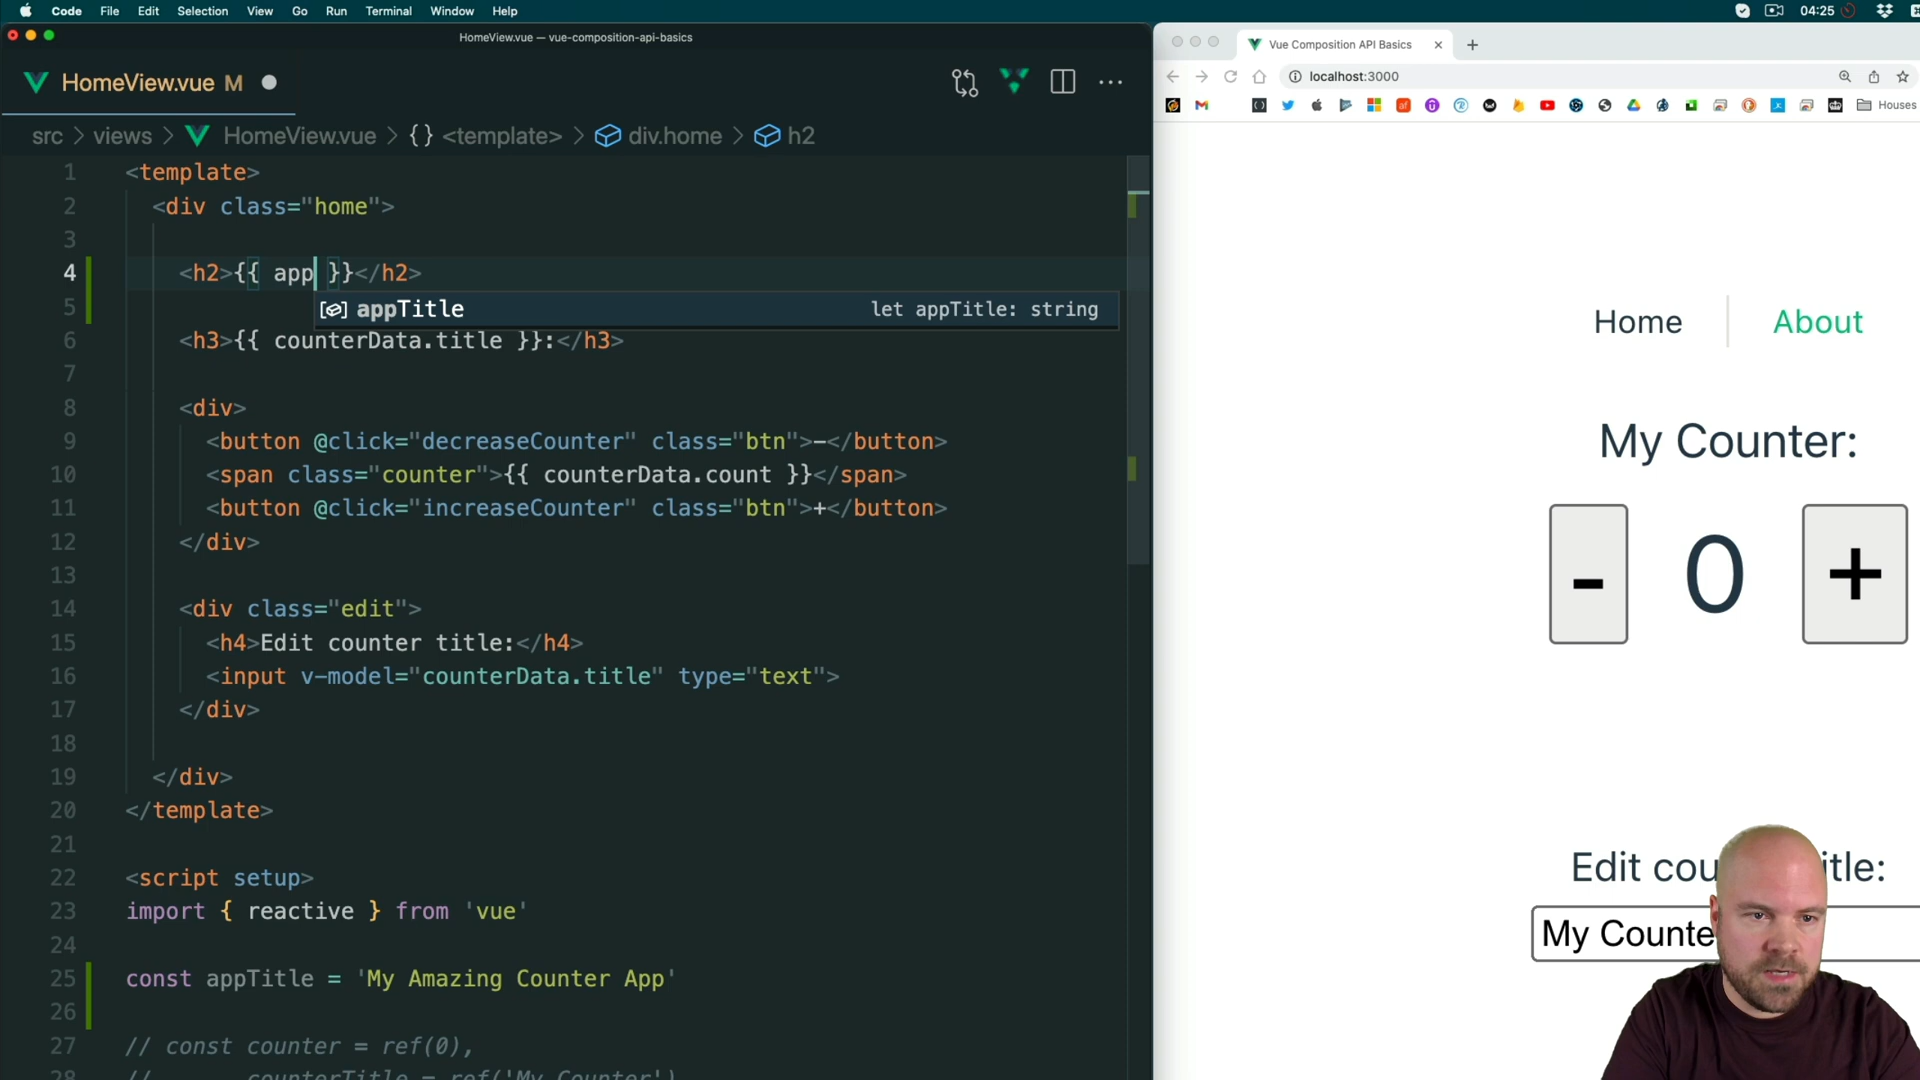 Code File Edit Selection View Go Run Terminal Window Help
04:25
HomeView.vue — vue-composition-api-basics
HomeView.vue M
src > views > HomeView.vue > {} <template> > div.home > h2
1 <template>
2 <div class="home">
3
4 <h2>{{ app }}</h2>
appTitle let appTitle: string
5
6 <h3>{{ counterData.title }}:</h3>
7
8 <div>
9 <button @click="decreaseCounter" class="btn">-</button>
10 <span class="counter">{{ counterData.count }}</span>
11 <button @click="increaseCounter" class="btn">+</button>
12 </div>
13
14 <div class="edit">
15 <h4>Edit counter title:</h4>
16 <input v-model="counterData.title" type="text">
17 </div>
18
19 </div>
20 </template>
21
22 <script setup>
23 import { reactive } from 'vue'
24
25 const appTitle = 'My Amazing Counter App'
26
27 // const counter = ref(0),
28 // counterTitle = ref('My Counter')
Vue Composition API Basics
localhost:3000
Houses
Home About
My Counter:
- 0 +
Edit cou tle:
My Counte